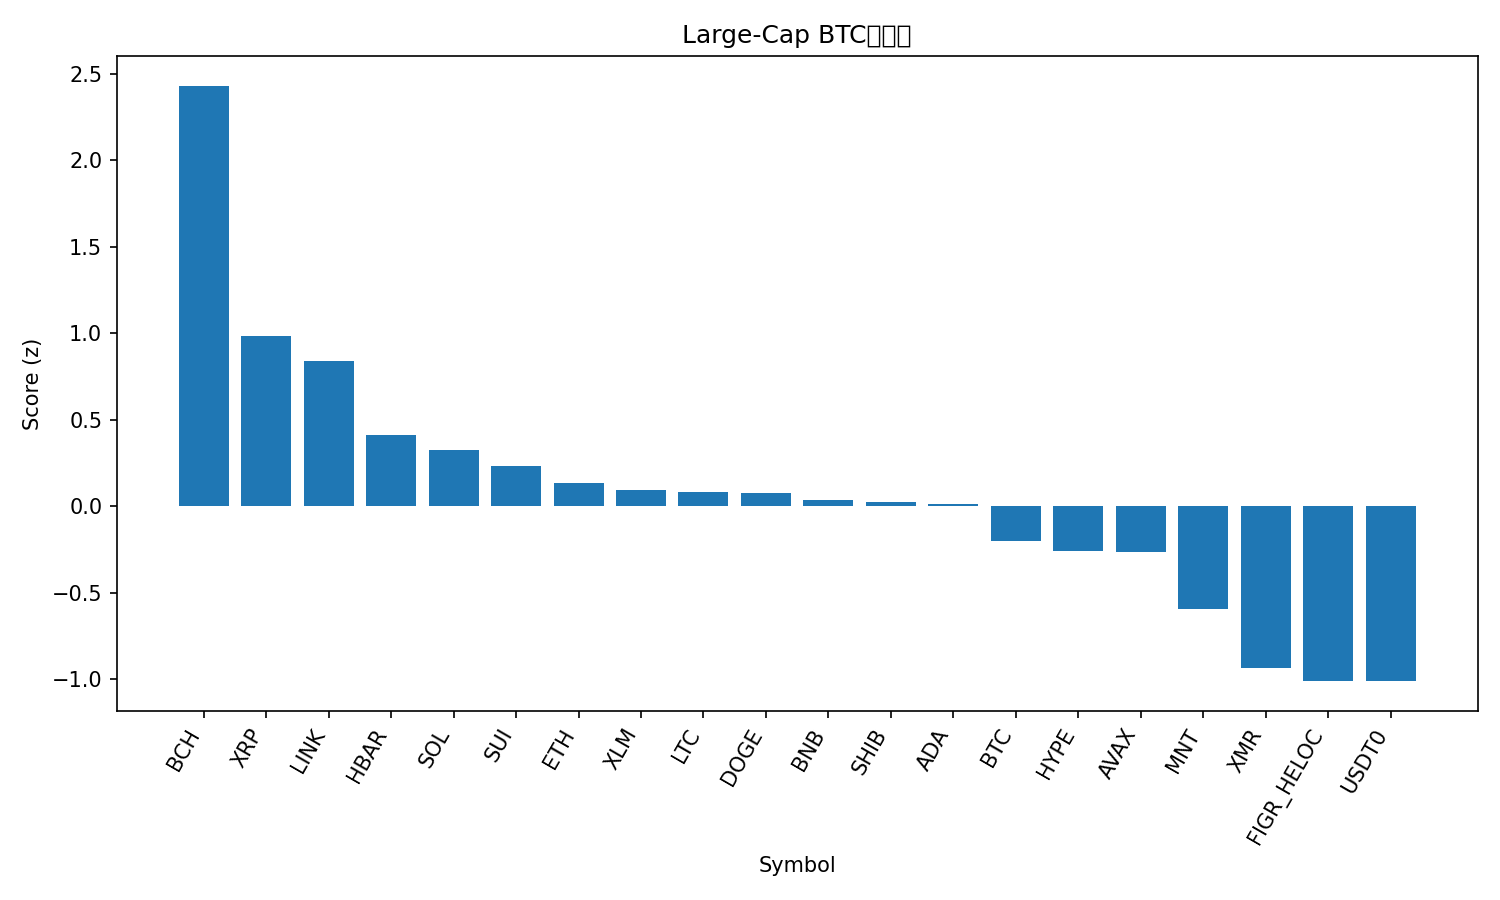 Large-Cap BTC
2.5
2.0
1.5
1.0
0.5
0.0
−0.5
−1.0
Score (z)
BCH
XRP
LINK
HBAR
SOL
SUI
ETH
XLM
LTC
DOGE
BNB
SHIB
ADA
BTC
HYPE
AVAX
MNT
XMR
FIGR_HELOC
USDT0
Symbol